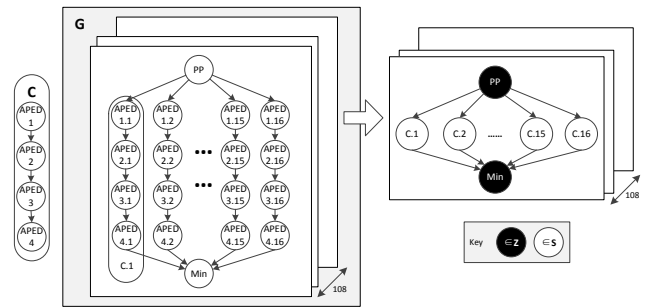 C
APED
1
APED
2
APED
3
APED
4
G
PP
APED
1.1
APED
1.2
APED
1.15
APED
1.16
APED
2.1
APED
2.2
...
APED
2.15
APED
2.16
APED
3.1
APED
3.2
...
APED
3.15
APED
3.16
APED
4.1
APED
4.2
APED
4.15
APED
4.16
C.1
Min
108
PP
C.1
C.2
......
C.15
C.16
Min
108
Key
∈Z
∈S